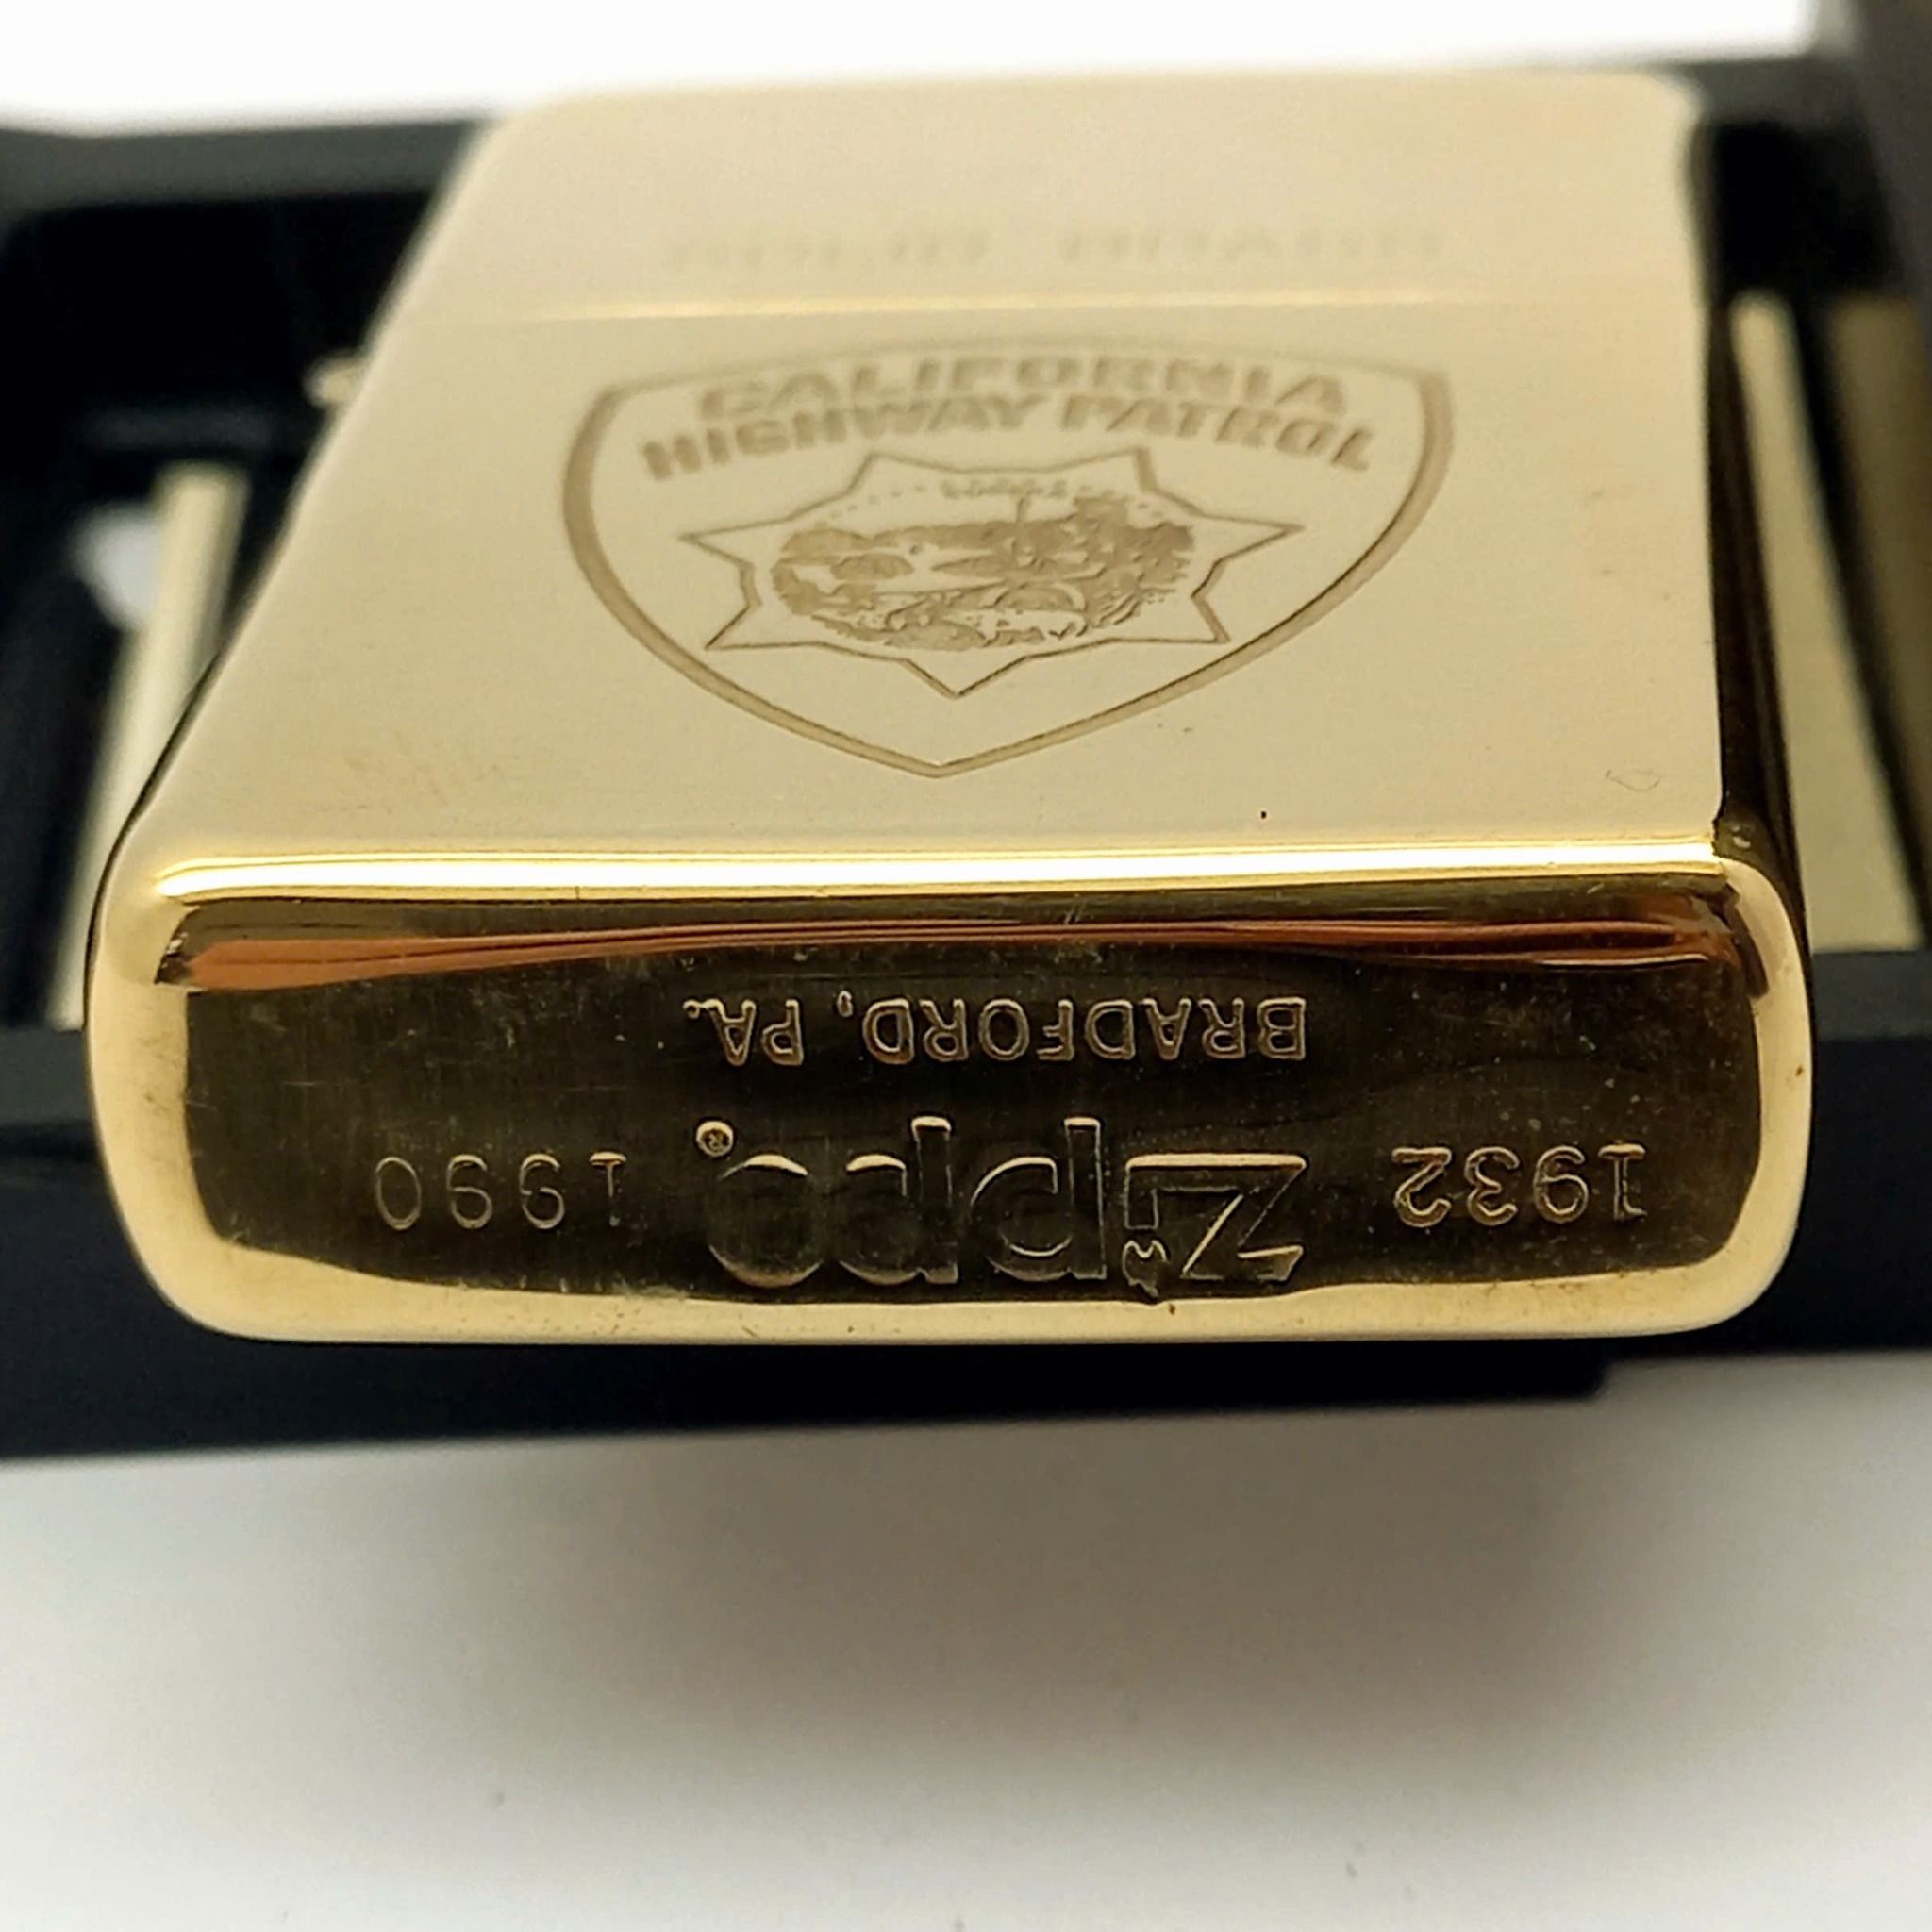 CALIFORNIA
HIGHWAY PATROL
BRADFORD, PA.
1932 Zippo® 1990